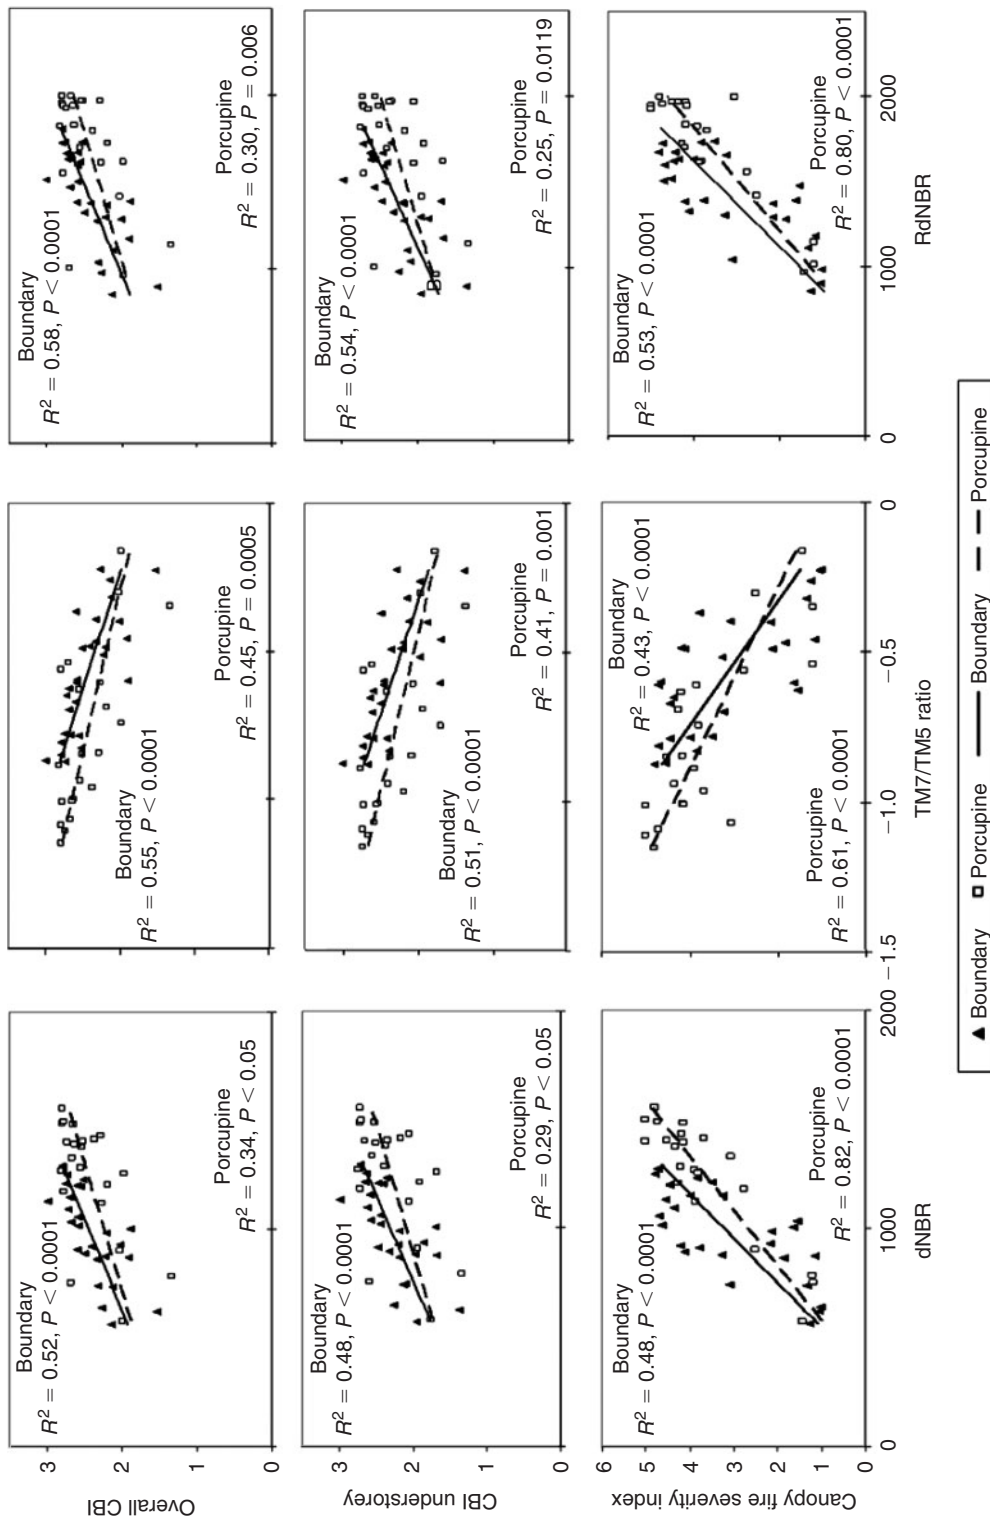 Overall CBI
3
2
1
0
Boundary
R² = 0.52, P < 0.0001
Porcupine
R² = 0.34, P < 0.05
Boundary
R² = 0.55, P < 0.0001
Porcupine
R² = 0.45, P = 0.0005
Boundary
R² = 0.58, P < 0.0001
Porcupine
R² = 0.30, P = 0.006
CBI understorey
3
2
1
0
Boundary
R² = 0.48, P < 0.0001
Porcupine
R² = 0.29, P < 0.05
Boundary
R² = 0.51, P < 0.0001
Porcupine
R² = 0.41, P = 0.001
Boundary
R² = 0.54, P < 0.0001
Porcupine
R² = 0.25, P = 0.0119
Canopy fire severity index
6
5
4
3
2
1
0
Boundary
R² = 0.48, P < 0.0001
Porcupine
R² = 0.82, P < 0.0001
Boundary
R² = 0.43, P < 0.0001
Porcupine
R² = 0.61, P < 0.0001
Boundary
R² = 0.53, P < 0.0001
Porcupine
R² = 0.80, P < 0.0001
0 1000 2000
dNBR
−1.5 −1.0 −0.5 0
TM7/TM5 ratio
0 1000 2000
RdNBR
Boundary Porcupine Boundary Porcupine